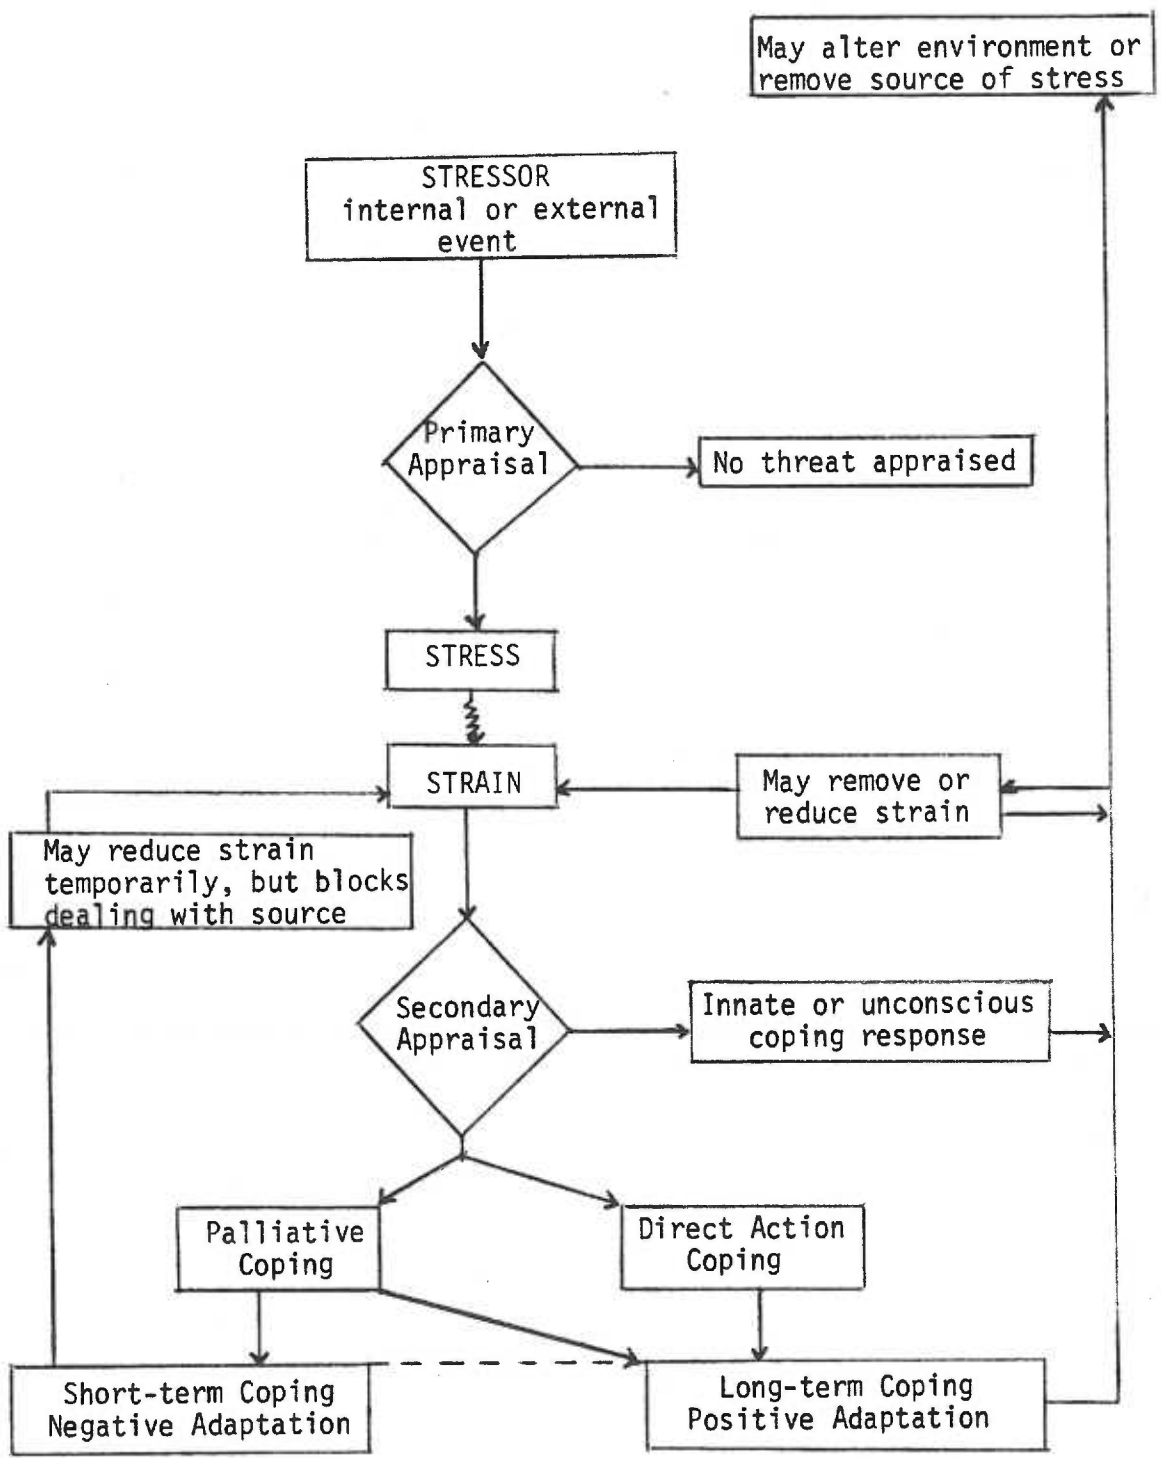 May alter environment or
remove source of stress
STRESSOR
internal or external
event
Primary
Appraisal
No threat appraised
STRESS
STRAIN
May remove or
reduce strain
May reduce strain
temporarily, but blocks
dealing with source
Secondary
Appraisal
Innate or unconscious
coping response
Palliative
Coping
Direct Action
Coping
Short-term Coping
Negative Adaptation
Long-term Coping
Positive Adaptation